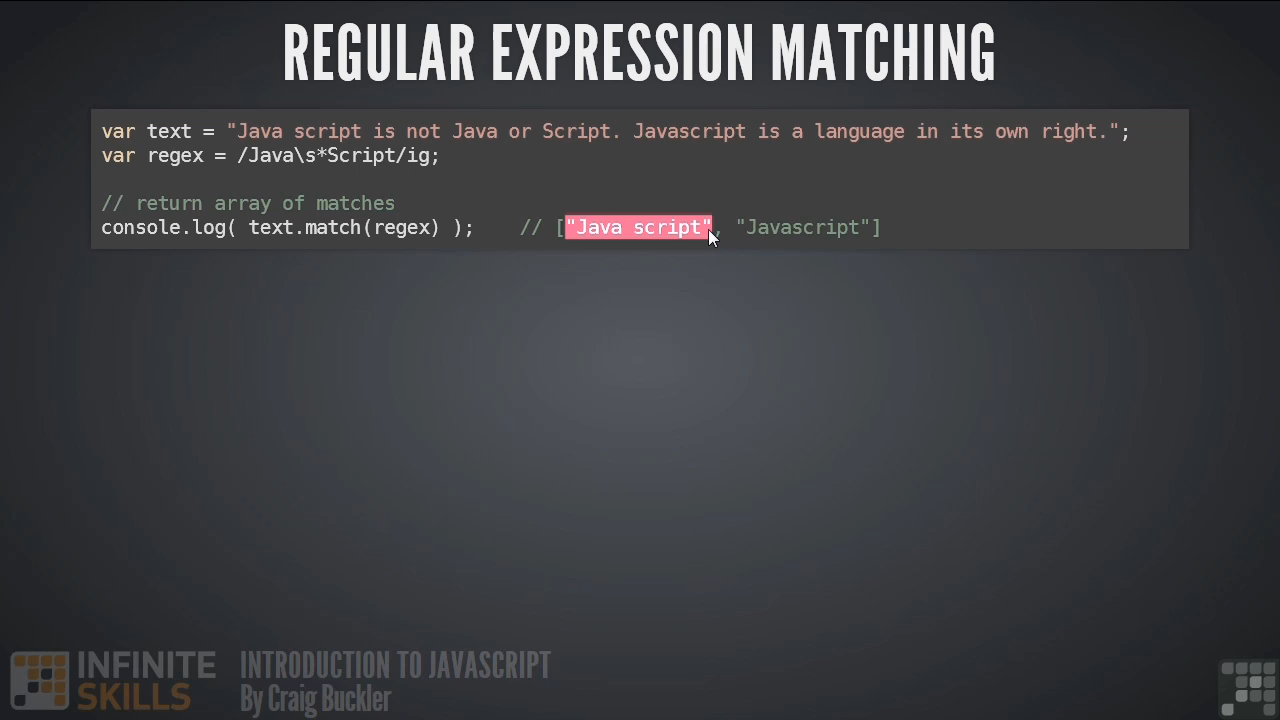 REGULAR EXPRESSION MATCHING
var text = "Java script is not Java or Script. Javascript is a language in its own right.";
var regex = /Java\s*Script/ig;
// return array of matches
console.log( text.match(regex) );    // ["Java script", "Javascript"]
INFINITE
SKILLS
INTRODUCTION TO JAVASCRIPT
By Craig Buckler